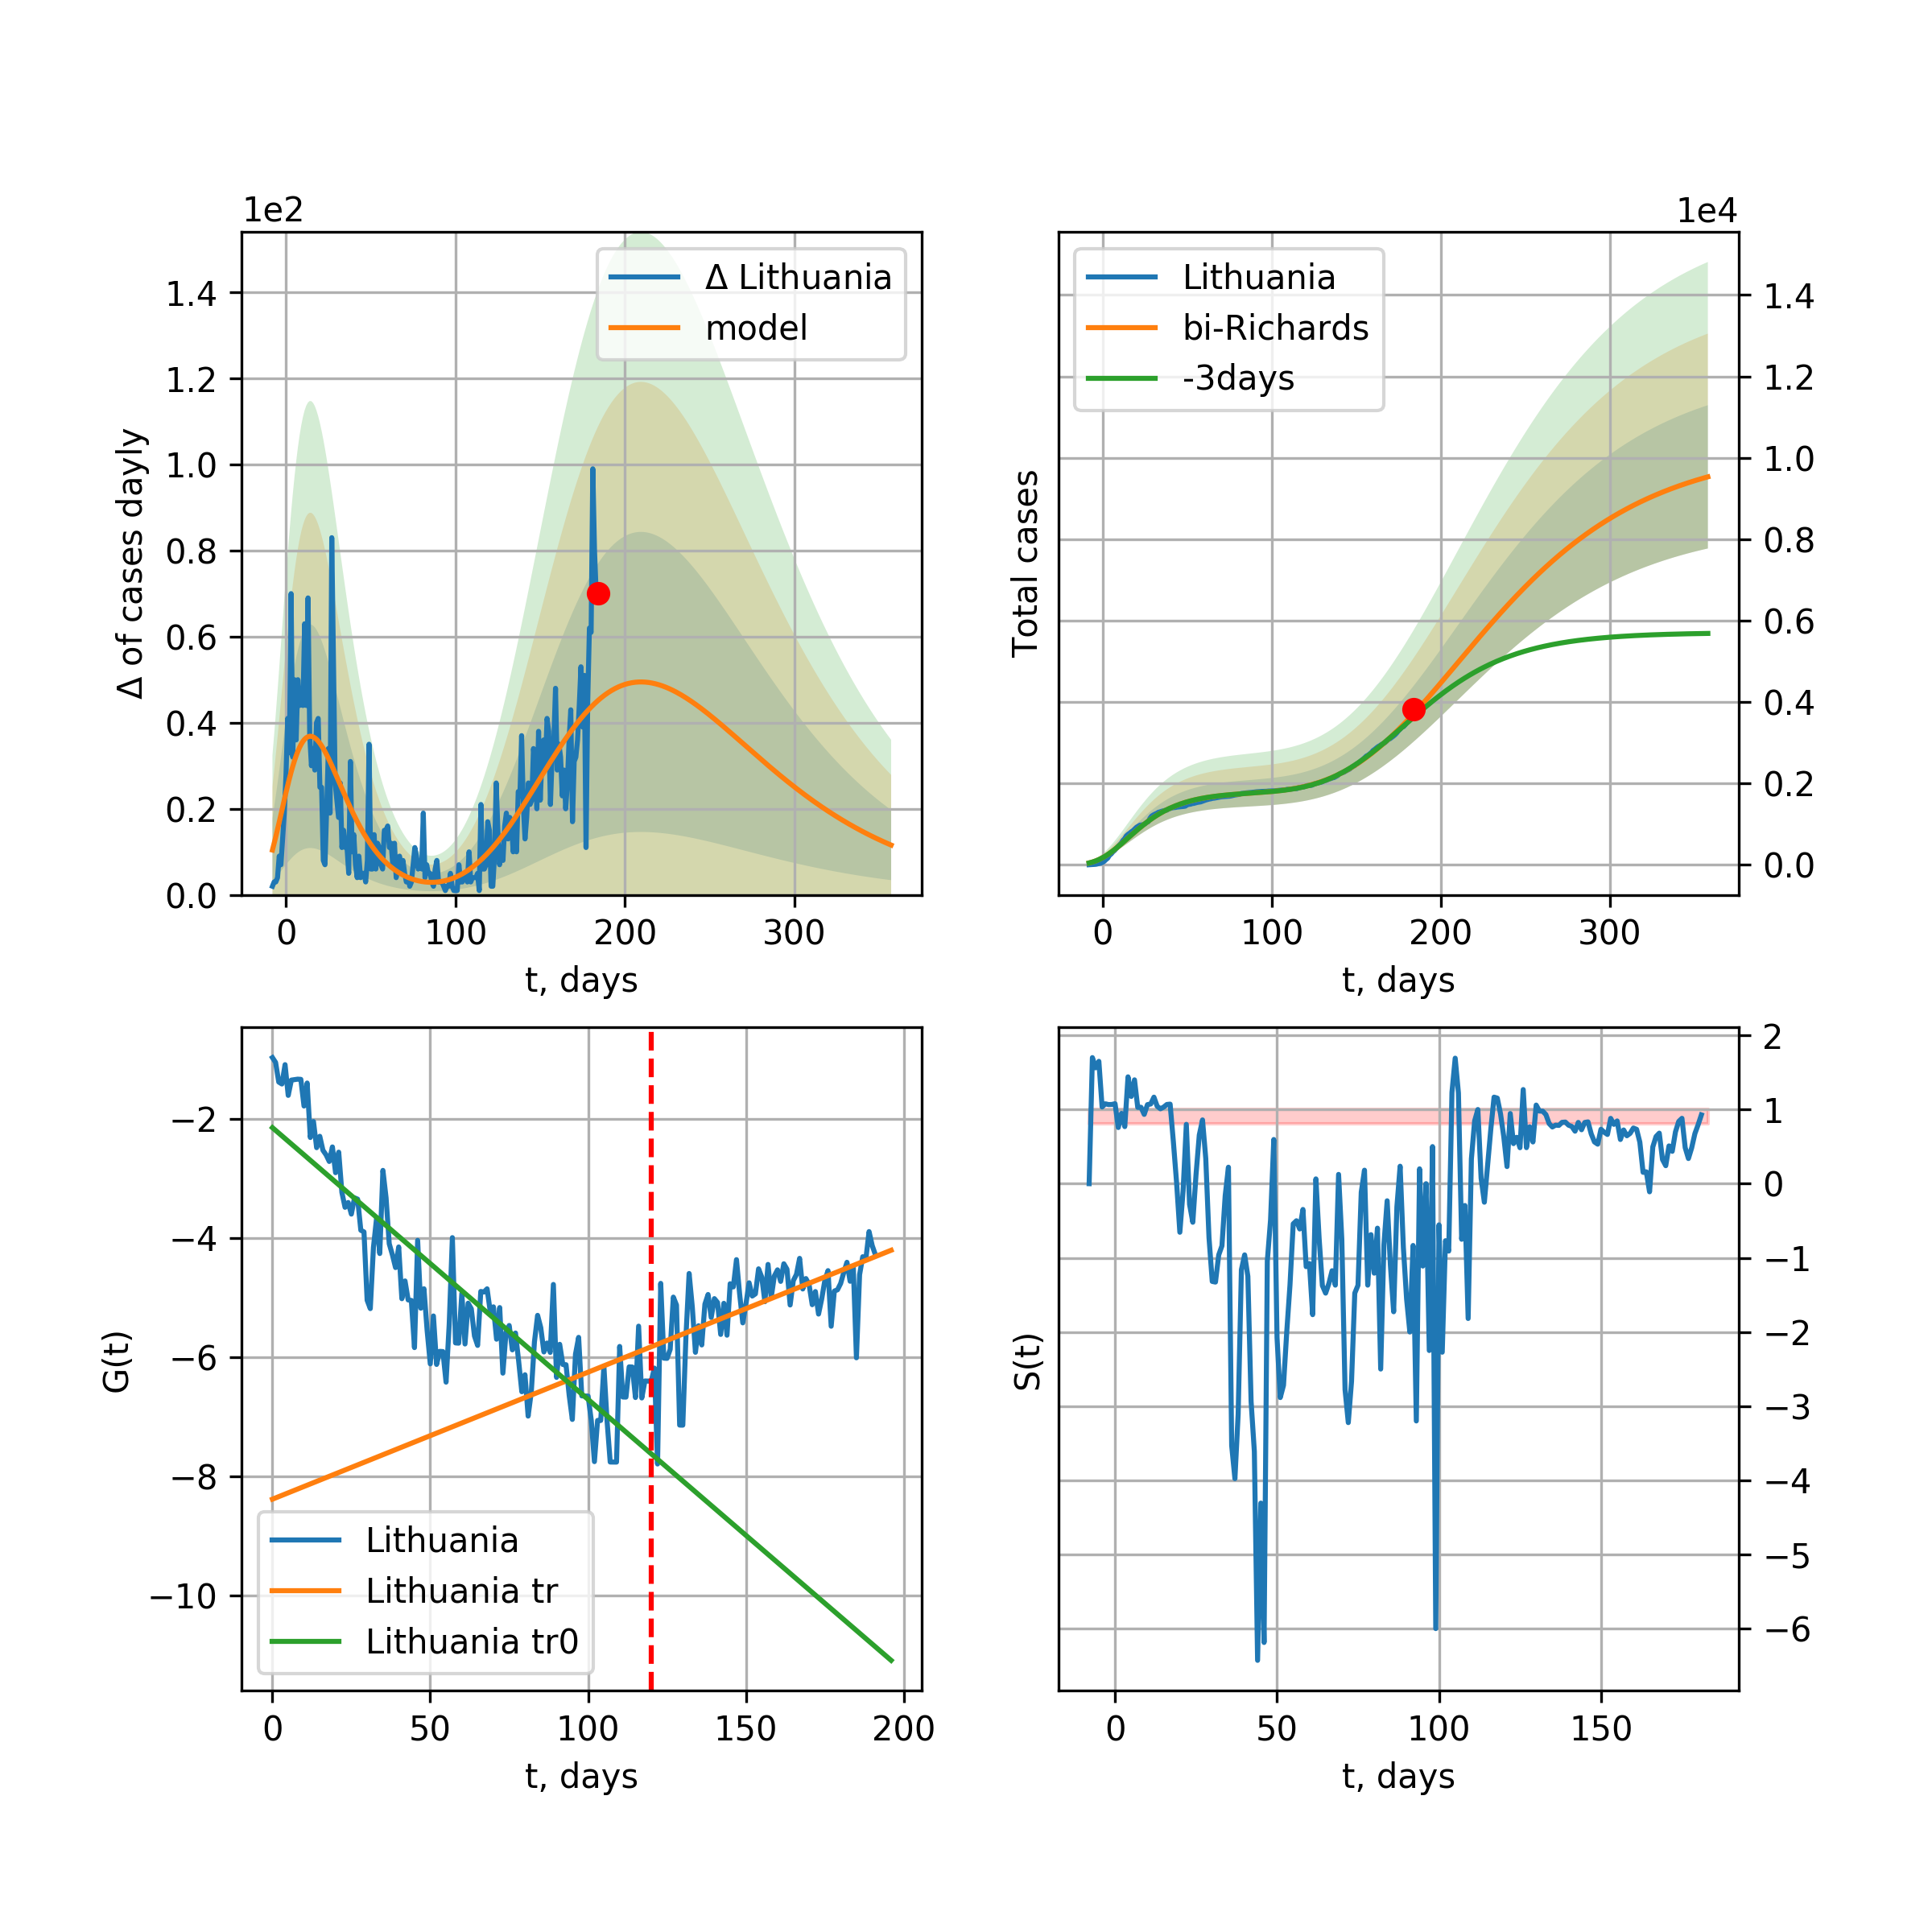 1e2
Δ of cases dayly
1.4
1.2
1.0
0.8
0.6
0.4
0.2
0.0
Δ Lithuania
model
0 100 200 300
t, days
1e4
Total cases
Lithuania
bi-Richards
-3days
1.4
1.2
1.0
0.8
0.6
0.4
0.2
0.0
0 100 200 300
t, days
G(t)
−2
−4
−6
−8
−10
Lithuania
Lithuania tr
Lithuania tr0
0 50 100 150 200
t, days
S(t)
2
1
0
−1
−2
−3
−4
−5
−6
0 50 100 150
t, days